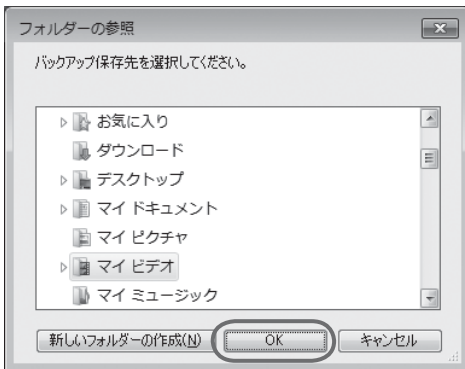 フォルダーの参照
バックアップ保存先を選択してください。
お気に入り
ダウンロード
デスクトップ
マイ ドキュメント
マイ ピクチャ
マイ ビデオ
マイ ミュージック
新しいフォルダーの作成(N) OK キャンセル